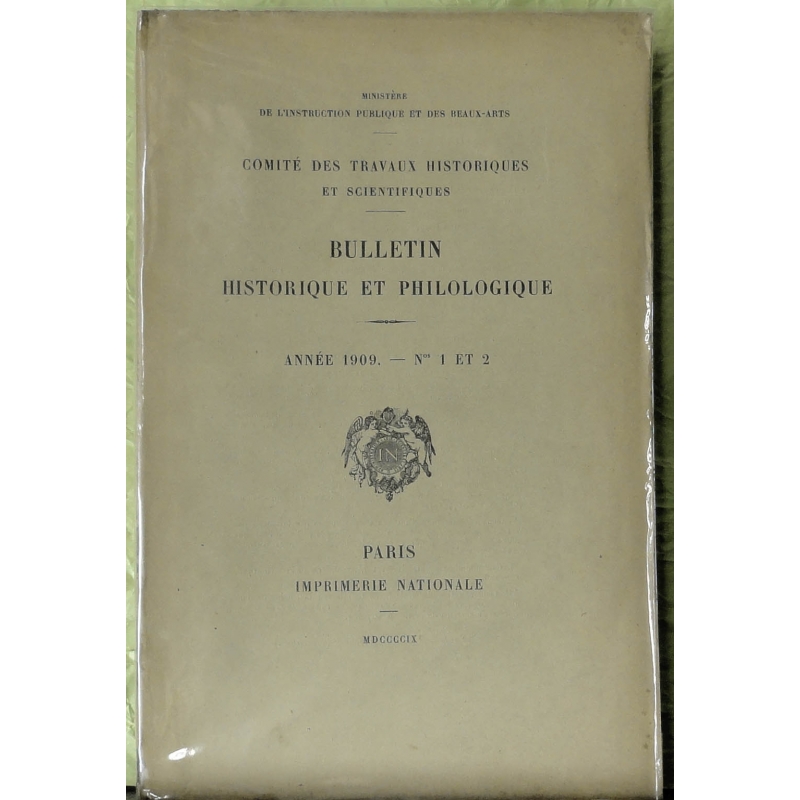 MINISTÈRE
DE L'INSTRUCTION PUBLIQUE ET DES BEAUX-ARTS
COMITÉ DES TRAVAUX HISTORIQUES
ET SCIENTIFIQUES
BULLETIN
HISTORIQUE ET PHILOLOGIQUE
ANNÉE 1909. — Nos 1 ET 2
IN
PARIS
IMPRIMERIE NATIONALE
MDCCCCIX